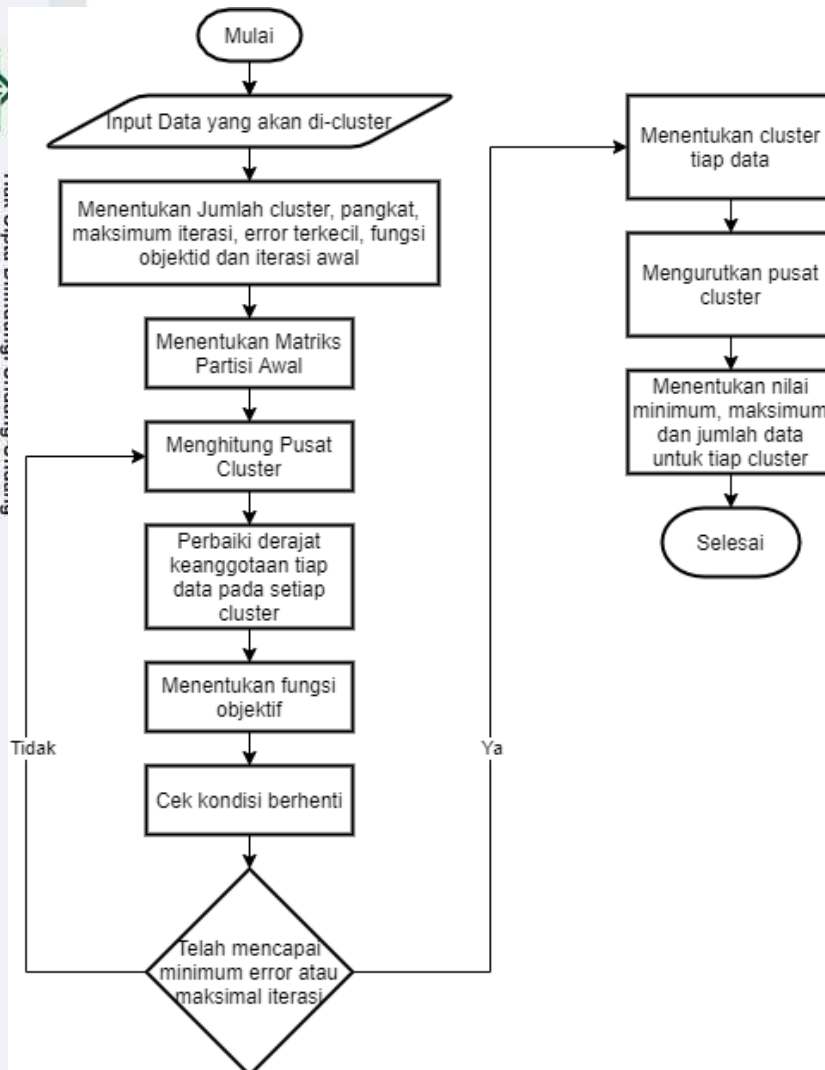 Mulai
Input Data yang akan di-cluster
Menentukan Jumlah cluster, pangkat,
maksimum iterasi, error terkecil, fungsi
objektid dan iterasi awal
Menentukan Matriks
Partisi Awal
Menghitung Pusat
Cluster
Perbaiki derajat
keanggotaan tiap
data pada setiap
cluster
Menentukan fungsi
objektif
Tidak
Cek kondisi berhenti
Telah mencapai
minimum error atau
maksimal iterasi
Ya
Menentukan cluster
tiap data
Mengurutkan pusat
cluster
Menentukan nilai
minimum, maksimum
dan jumlah data
untuk tiap cluster
Selesai